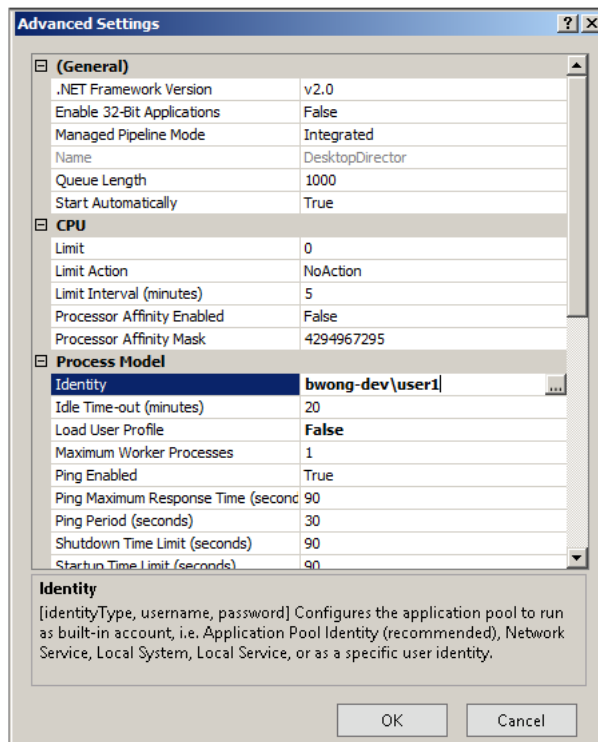 Advanced Settings
(General)
.NET Framework Version v2.0
Enable 32-Bit Applications False
Managed Pipeline Mode Integrated
Name DesktopDirector
Queue Length 1000
Start Automatically True
CPU
Limit 0
Limit Action NoAction
Limit Interval (minutes) 5
Processor Affinity Enabled False
Processor Affinity Mask 4294967295
Process Model
Identity bwong-dev\user1 ...
Idle Time-out (minutes) 20
Load User Profile False
Maximum Worker Processes 1
Ping Enabled True
Ping Maximum Response Time (second 90
Ping Period (seconds) 30
Shutdown Time Limit (seconds) 90
Startup Time Limit (seconds) 90
Identity
[identityType, username, password] Configures the application pool to run
as built-in account, i.e. Application Pool Identity (recommended), Network
Service, Local System, Local Service, or as a specific user identity.
OK Cancel